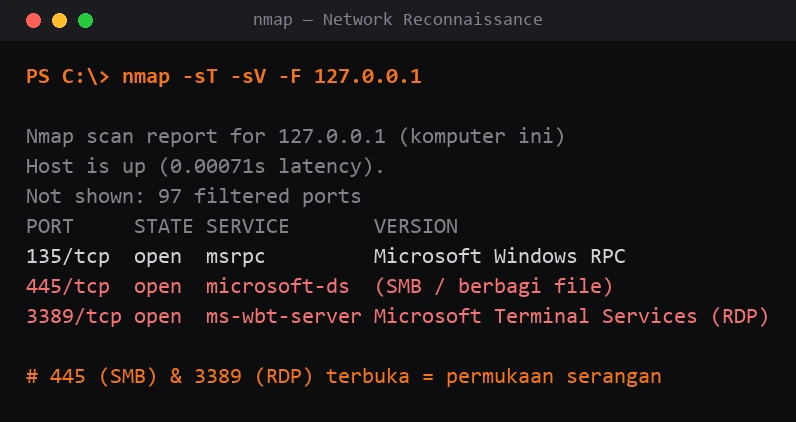 nmap — Network Reconnaissance
PS C:\> nmap -sT -sV -F 127.0.0.1
Nmap scan report for 127.0.0.1 (komputer ini)
Host is up (0.00071s latency).
Not shown: 97 filtered ports
PORT     STATE SERVICE       VERSION
135/tcp  open  msrpc         Microsoft Windows RPC
445/tcp  open  microsoft-ds  (SMB / berbagi file)
3389/tcp open  ms-wbt-server Microsoft Terminal Services (RDP)
# 445 (SMB) & 3389 (RDP) terbuka = permukaan serangan